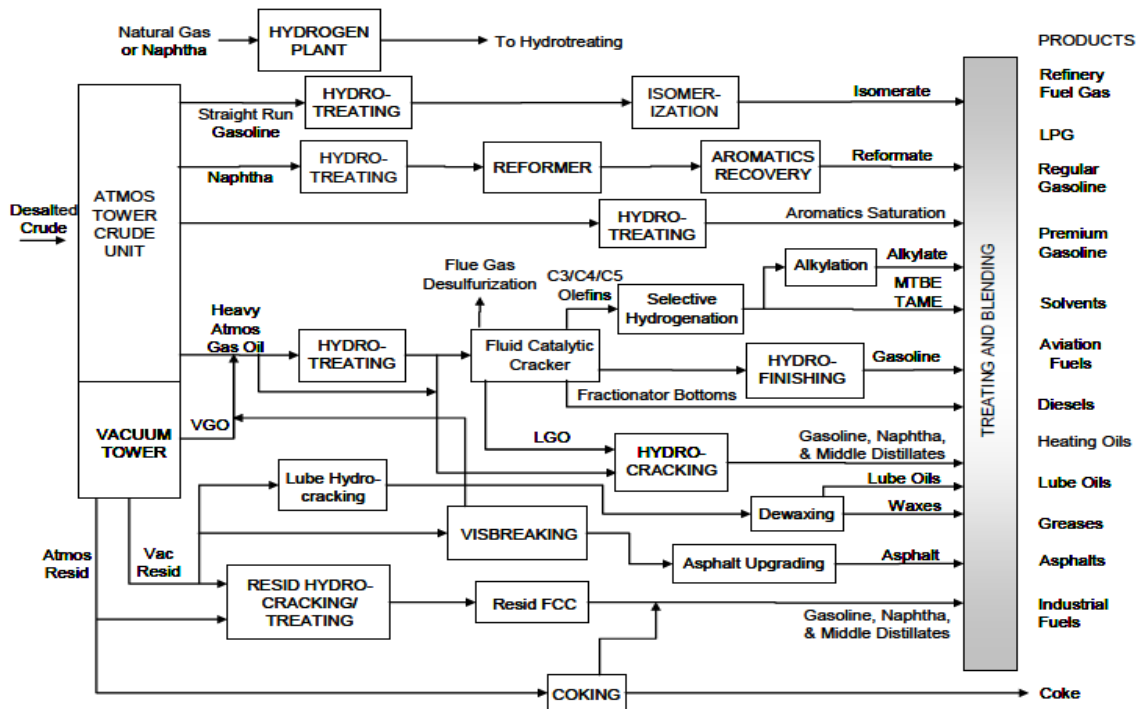 Natural Gas
or Naphtha
HYDROGEN
PLANT
To Hydrotreating
PRODUCTS
HYDRO-
TREATING
ISOMER-
IZATION
Isomerate
Refinery
Fuel Gas
Straight Run
Gasoline
LPG
HYDRO-
TREATING
REFORMER
AROMATICS
RECOVERY
Reformate
Naphtha
Regular
Gasoline
ATMOS
TOWER
CRUDE
UNIT
Desalted
Crude
HYDRO-
TREATING
Aromatics Saturation
Premium
Gasoline
Flue Gas
Desulfurization
C3/C4/C5
Olefins
Alkylation
Alkylate
MTBE
TAME
Selective
Hydrogenation
Solvents
Heavy
Atmos
Gas Oil
HYDRO-
TREATING
Fluid Catalytic
Cracker
HYDRO-
FINISHING
Gasoline
Aviation
Fuels
Fractionator Bottoms
Diesels
TREATING AND BLENDING
VACUUM
TOWER
VGO
LGO
HYDRO-
CRACKING
Gasoline, Naphtha,
& Middle Distillates
Heating Oils
Lube Hydro-
cracking
Lube Oils
Lube Oils
Dewaxing
Waxes
VISBREAKING
Greases
Atmos
Resid
Vac
Resid
Asphalt Upgrading
Asphalt
Asphalts
RESID HYDRO-
CRACKING/
TREATING
Resid FCC
Gasoline, Naphtha,
& Middle Distillates
Industrial
Fuels
COKING
Coke